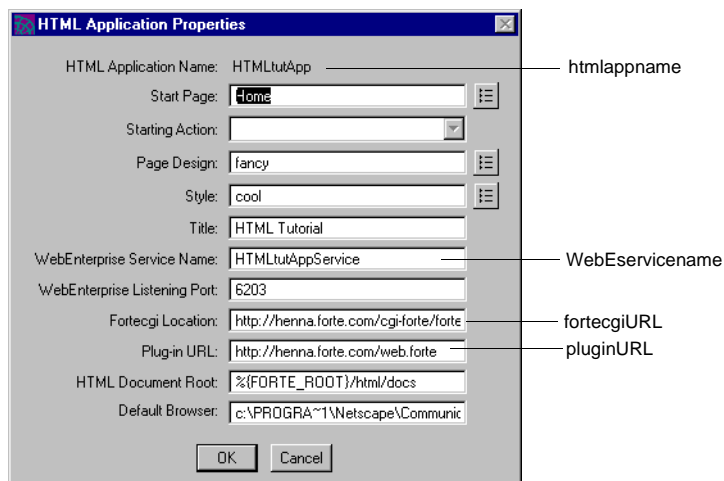 HTML Application Properties
HTML Application Name: HTMLtutApp htmlappname
Start Page: Home
Starting Action:
Page Design: fancy
Style: cool
Title: HTML Tutorial
WebEnterprise Service Name: HTMLtutAppService WebEservicename
WebEnterprise Listening Port: 6203
Fortecgi Location: http://henna.forte.com/cgi-forte/forte fortecgiURL
Plug-in URL: http://henna.forte.com/web.forte pluginURL
HTML Document Root: %{FORTE_ROOT}/html/docs
Default Browser: c:\PROGRA~1\Netscape\Communic
OK Cancel